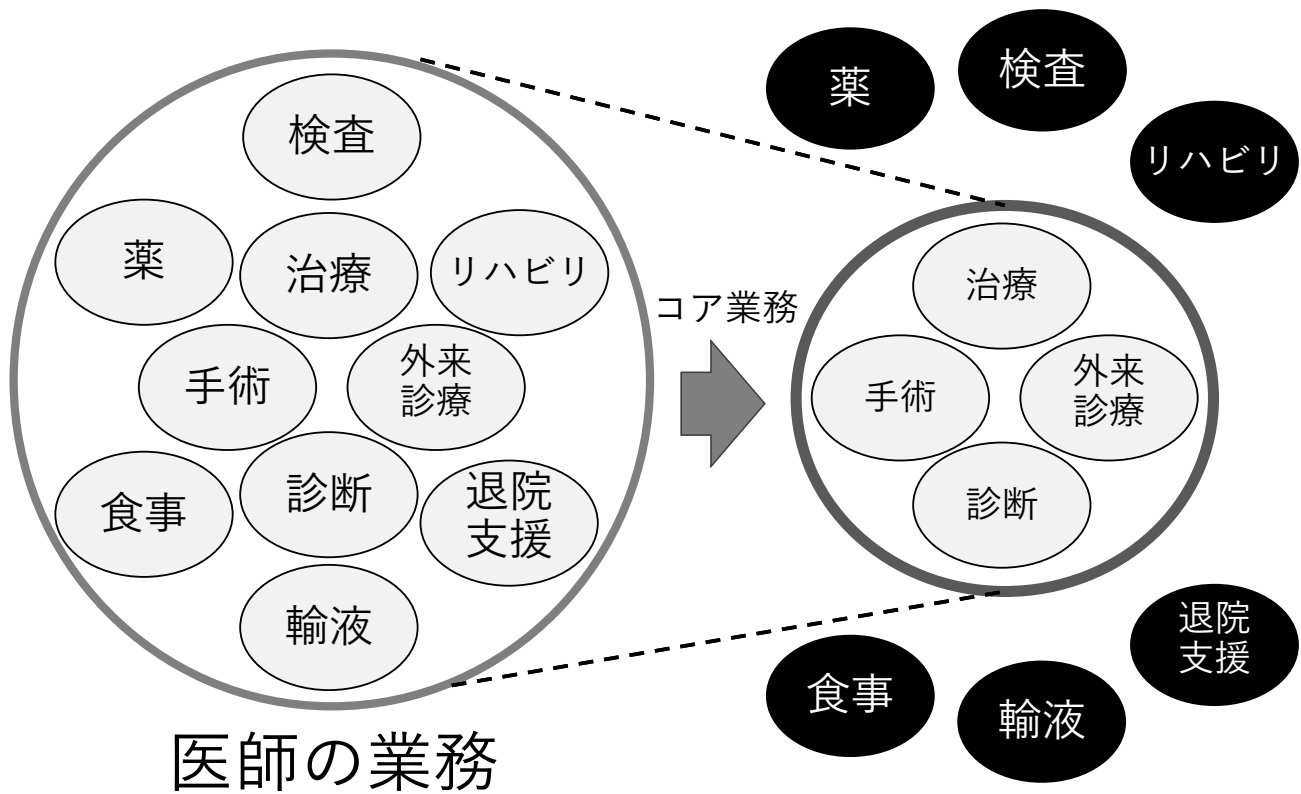 検査
薬
治療
リハビリ
手術
外来
診療
食事
診断
退院
支援
輸液
医師の業務
コア業務
薬
検査
リハビリ
治療
手術
外来
診療
診断
退院
支援
食事
輸液